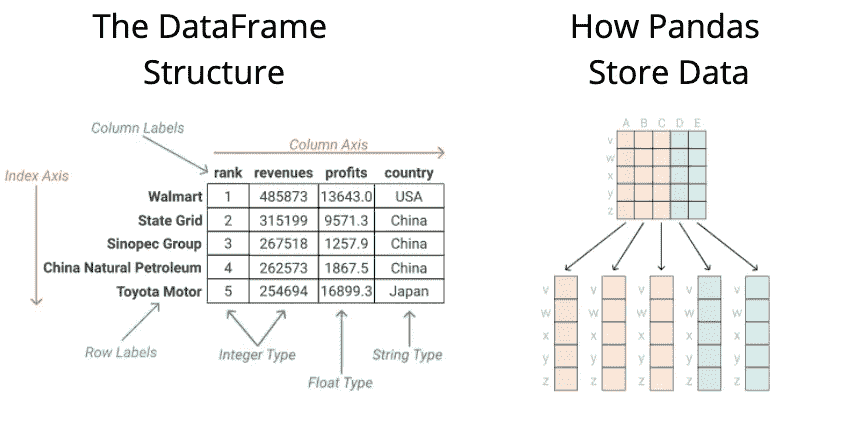 The DataFrame
Structure
Column Labels
Column Axis
Index Axis
rank revenues profits country
Walmart 1 485873 13643.0 USA
State Grid 2 315199 9571.3 China
Sinopec Group 3 267518 1257.9 China
China Natural Petroleum 4 262573 1867.5 China
Toyota Motor 5 254694 16899.3 Japan
Row Labels
Integer Type
String Type
Float Type
How Pandas
Store Data
A B C D E
v
w
x
y
z
v v v v v
w w w w w
x x x x x
y y y y y
z z z z z